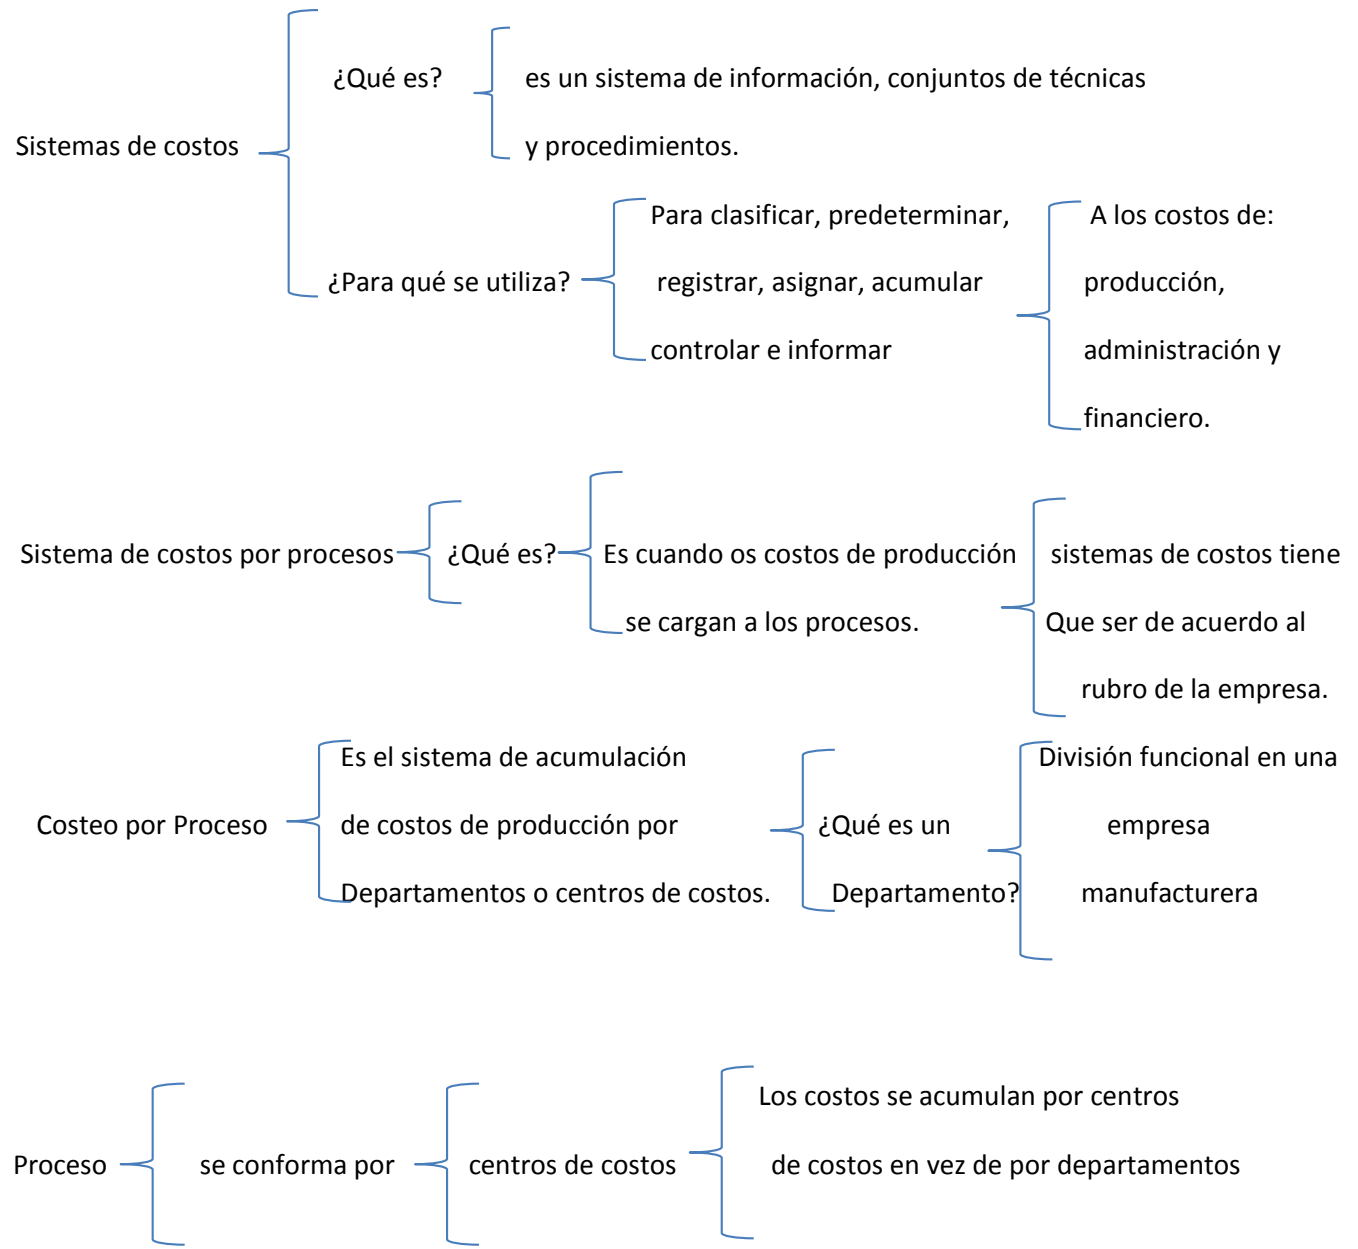 ¿Qué es?
es un sistema de información, conjuntos de técnicas
y procedimientos.
Sistemas de costos
¿Para qué se utiliza?
Para clasificar, predeterminar,
registrar, asignar, acumular
controlar e informar
A los costos de:
producción,
administración y
financiero.
Sistema de costos por procesos
¿Qué es?
Es cuando os costos de producción
se cargan a los procesos.
sistemas de costos tiene
Que ser de acuerdo al
rubro de la empresa.
Costeo por Proceso
Es el sistema de acumulación
de costos de producción por
Departamentos o centros de costos.
¿Qué es un
Departamento?
División funcional en una
empresa
manufacturera
Proceso
se conforma por
centros de costos
Los costos se acumulan por centros
de costos en vez de por departamentos